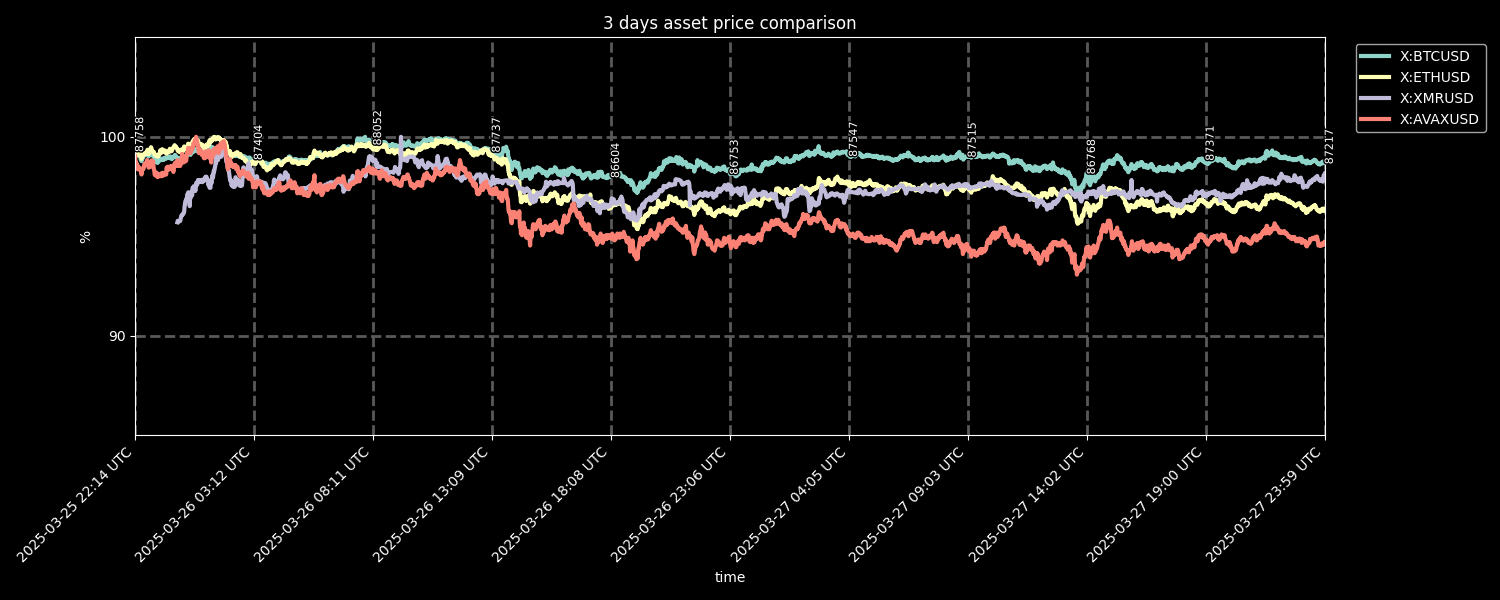 3 days asset price comparison
X:BTCUSD
X:ETHUSD
X:XMRUSD
X:AVAXUSD
100
90
%
87758
87404
88052
87737
86604
86753
87547
87515
86768
87371
87217
2025-03-25 22:14 UTC
2025-03-26 03:12 UTC
2025-03-26 08:11 UTC
2025-03-26 13:09 UTC
2025-03-26 18:08 UTC
2025-03-26 23:06 UTC
2025-03-27 04:05 UTC
2025-03-27 09:03 UTC
2025-03-27 14:02 UTC
2025-03-27 19:00 UTC
2025-03-27 23:59 UTC
time